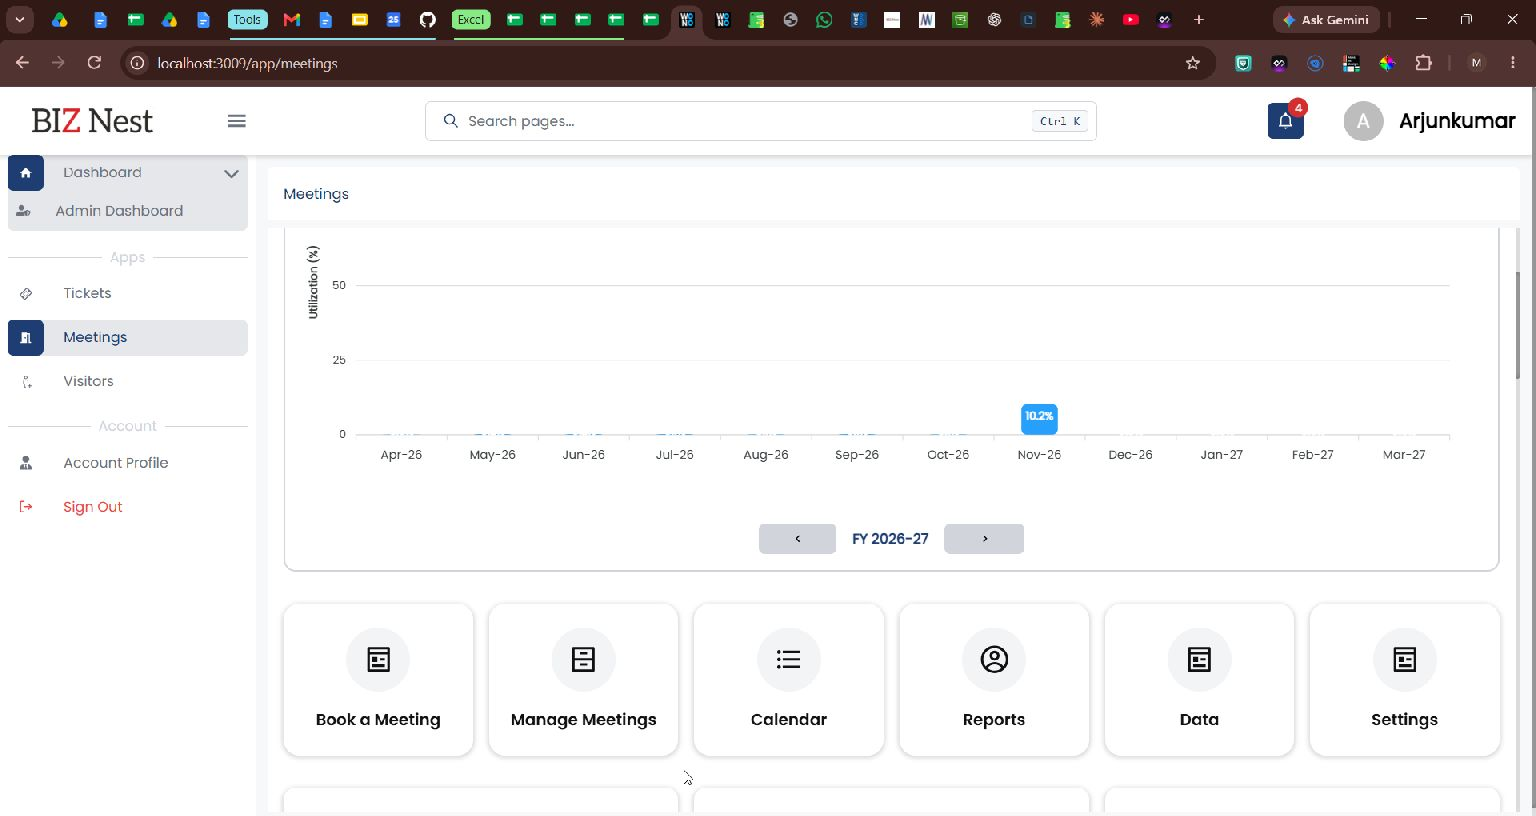 Tools
25
Excel
Ask Gemini
localhost:3009/app/meetings
M
BIZ Nest
Search pages...
Ctrl K
4
A
Arjunkumar
Dashboard
Admin Dashboard
Apps
Tickets
Meetings
Visitors
Account
Account Profile
Sign Out
Meetings
Utilization (%)
50
25
0
10.2%
Apr-26 May-26 Jun-26 Jul-26 Aug-26 Sep-26 Oct-26 Nov-26 Dec-26 Jan-27 Feb-27 Mar-27
< FY 2026-27 >
Book a Meeting
Manage Meetings
Calendar
Reports
Data
Settings